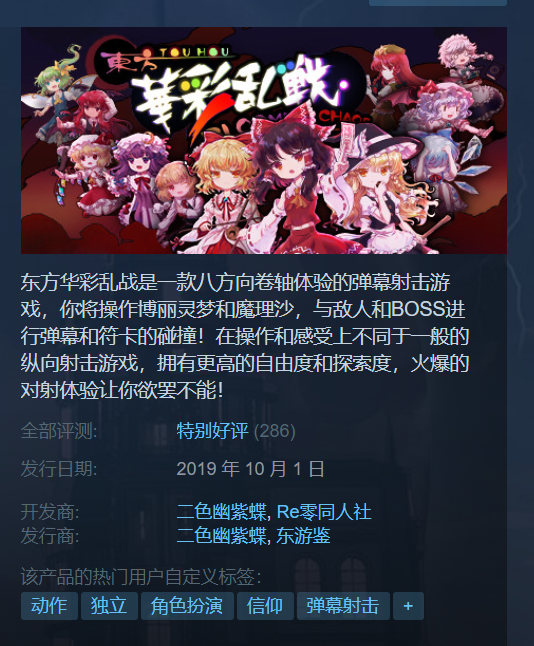 TOUHOU
東方
華彩乱戦
CHAOS
东方华彩乱战是一款八方向卷轴体验的弹幕射击游
戏，你将操作博丽灵梦和魔理沙，与敌人和BOSS进
行弹幕和符卡的碰撞！在操作和感受上不同于一般的
纵向射击游戏，拥有更高的自由度和探索度，火爆的
对射体验让你欲罢不能！
全部评测: 特别好评 (286)
发行日期: 2019 年 10 月 1 日
开发商: 二色幽紫蝶, Re零同人社
发行商: 二色幽紫蝶, 东游鉴
该产品的热门用户自定义标签：
动作 独立 角色扮演 信仰 弹幕射击 +